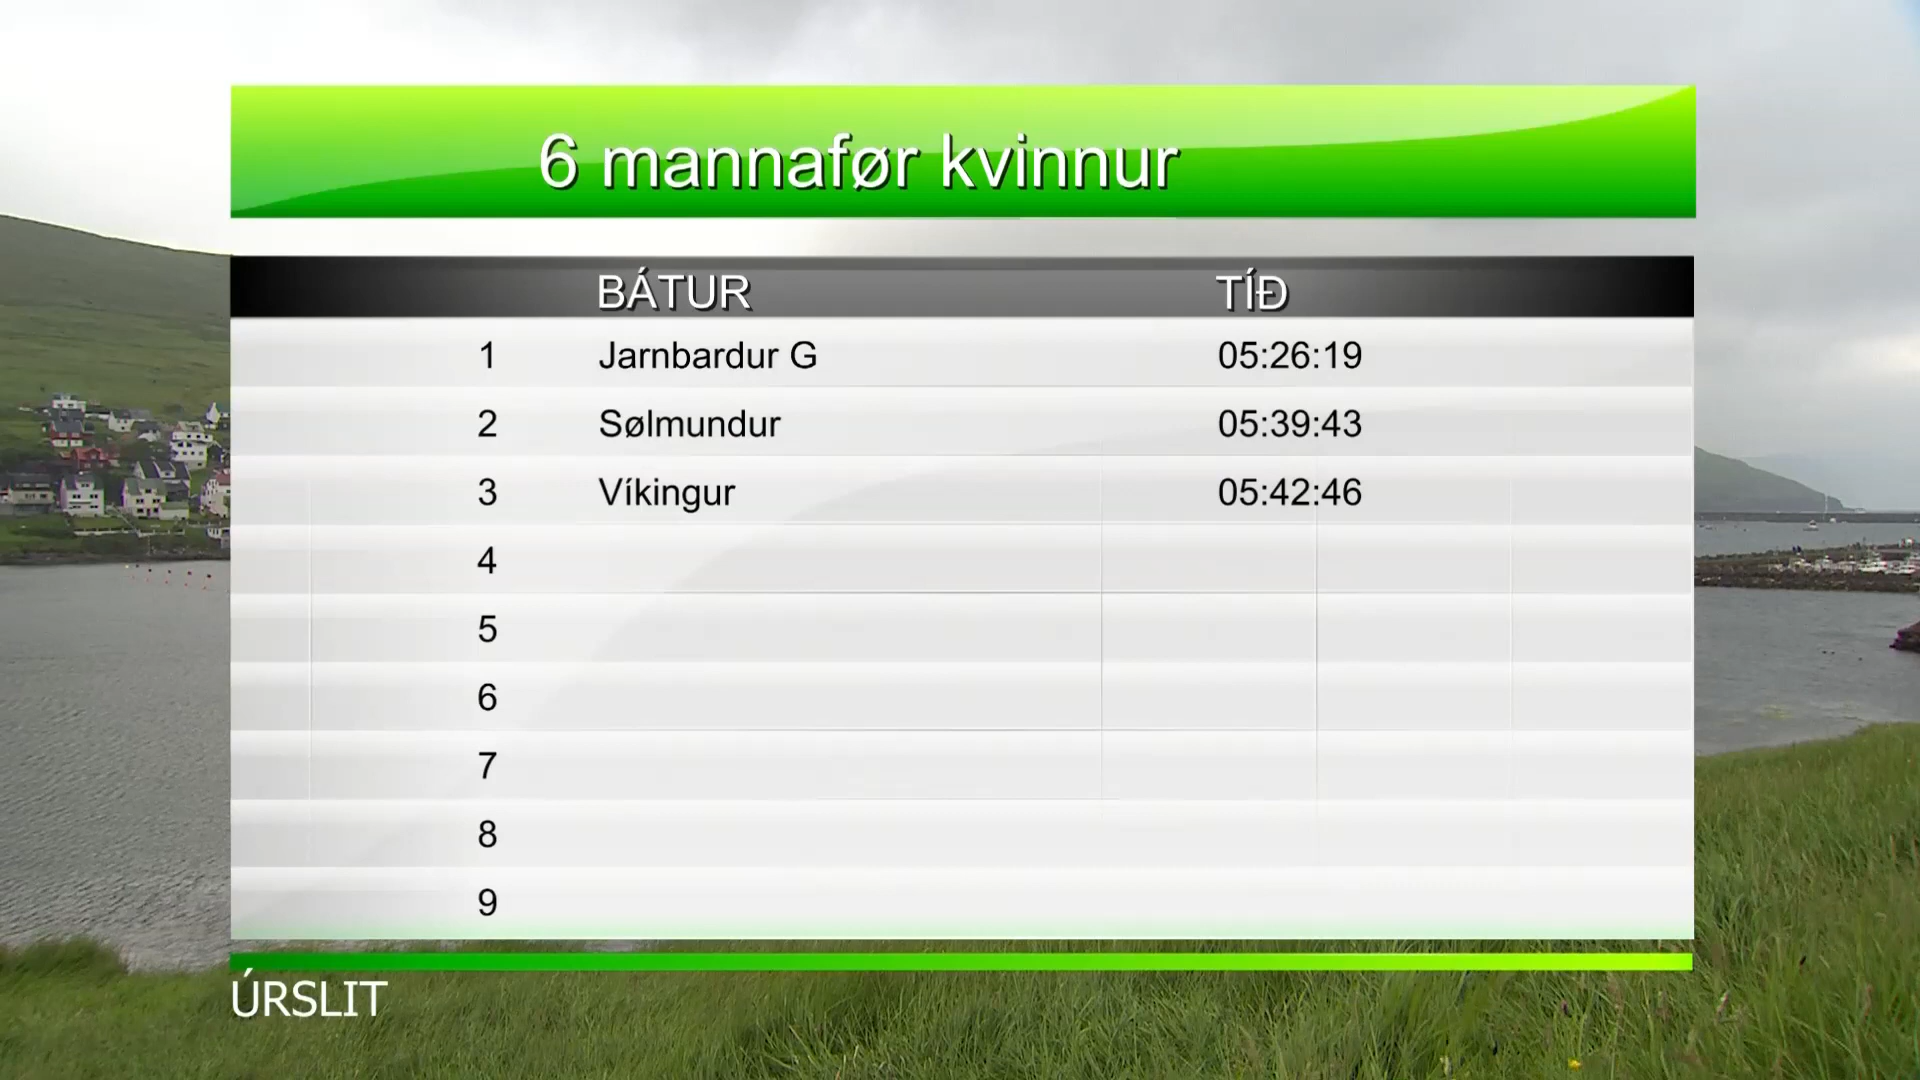 6 mannafør kvinnur
BÁTUR TÍÐ
1 Jarnbardur G 05:26:19
2 Sølmundur 05:39:43
3 Víkingur 05:42:46
4
5
6
7
8
9
ÚRSLIT